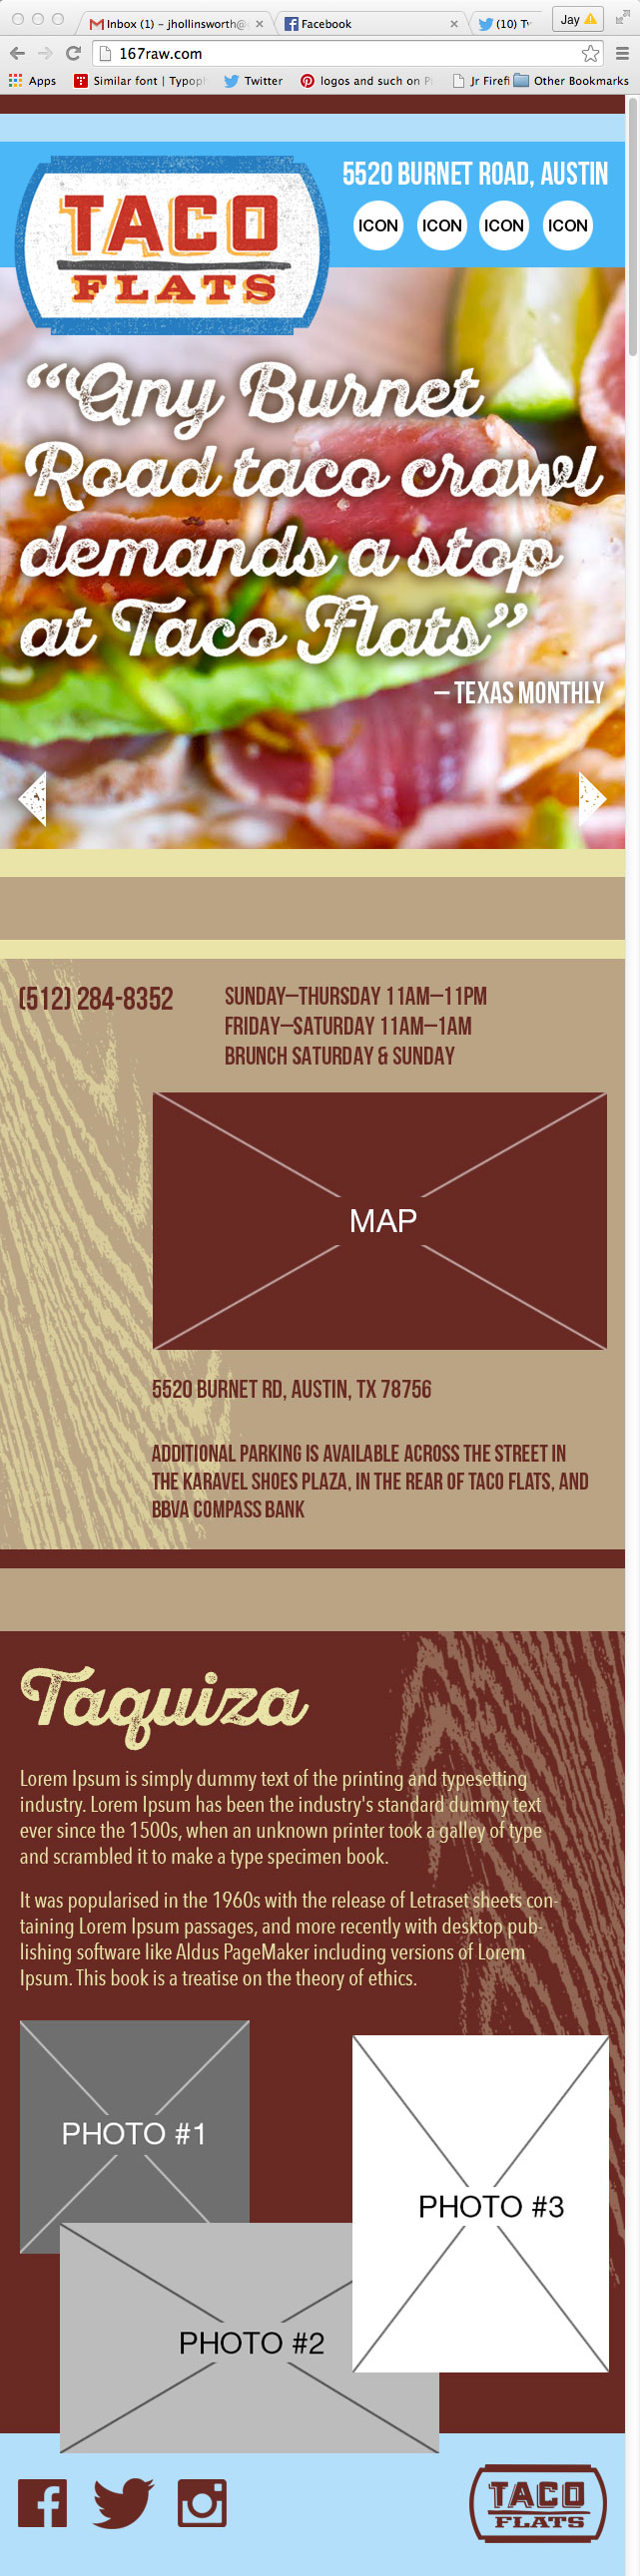 Inbox (1) – jhollinsworth@
Facebook
(10) Tw
Jay
167raw.com
Apps
Similar font | Typoph
Twitter
logos and such on Pi
Jr Firefi
Other Bookmarks
TACO
FLATS
5520 BURNET ROAD, AUSTIN
ICON ICON ICON ICON
“‘Any Burnet
Road taco crawl
demands a stop
at Taco Flats”
– TEXAS MONTHLY
(512) 284-8352
SUNDAY–THURSDAY 11AM–11PM
FRIDAY–SATURDAY 11AM–1AM
BRUNCH SATURDAY & SUNDAY
MAP
5520 BURNET RD, AUSTIN, TX 78756
ADDITIONAL PARKING IS AVAILABLE ACROSS THE STREET IN
THE KARAVEL SHOES PLAZA, IN THE REAR OF TACO FLATS, AND
BBVA COMPASS BANK
Taquiza
Lorem Ipsum is simply dummy text of the printing and typesetting
industry. Lorem Ipsum has been the industry's standard dummy text
ever since the 1500s, when an unknown printer took a galley of type
and scrambled it to make a type specimen book.
It was popularised in the 1960s with the release of Letraset sheets con-
taining Lorem Ipsum passages, and more recently with desktop pub-
lishing software like Aldus PageMaker including versions of Lorem
Ipsum. This book is a treatise on the theory of ethics.
PHOTO #1
PHOTO #3
PHOTO #2
TACO
FLATS